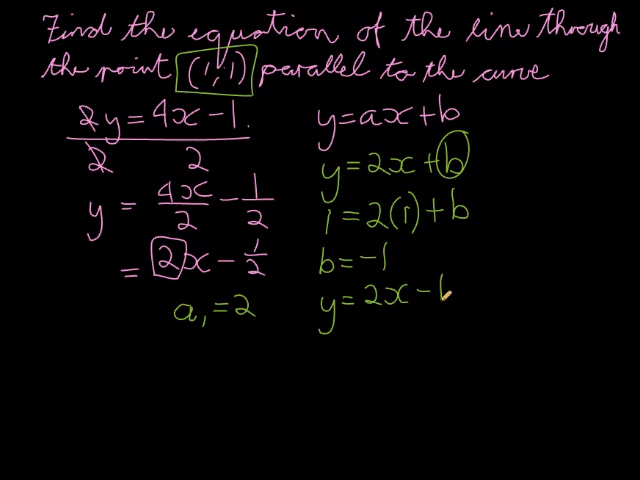 Find the equation of the line through
the point (1,1) parallel to the curve
2y = 4x - 1
2 2
y = 4x/2 - 1/2
= 2x - 1/2
a₁ = 2
y = ax + b
y = 2x + b
1 = 2(1) + b
b = -1
y = 2x - 1